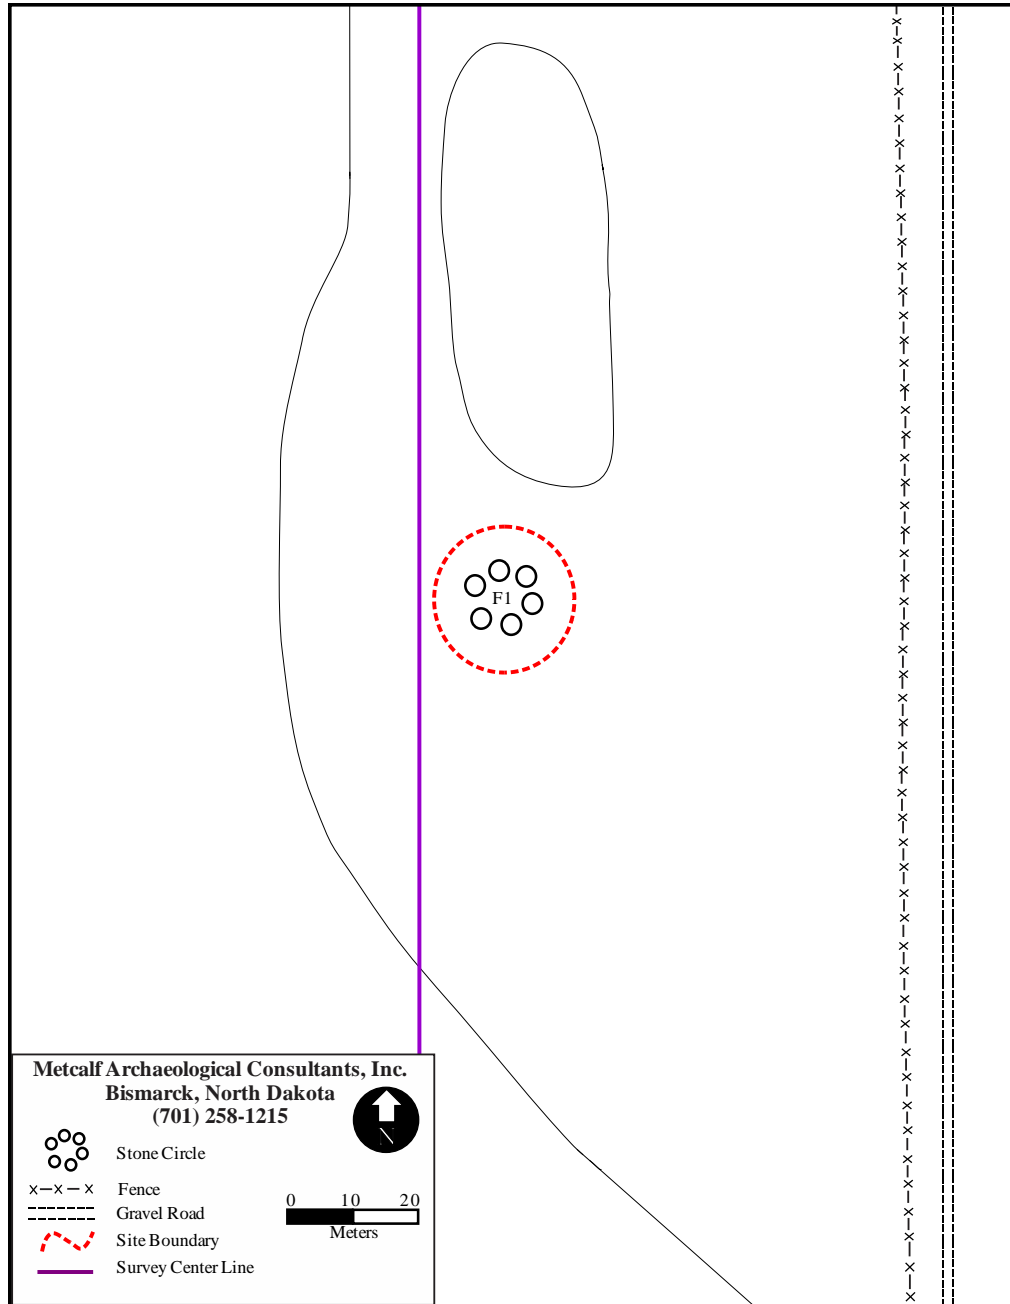 F1
Metcalf Archaeological Consultants, Inc.
Bismarck, North Dakota
(701) 258-1215
N
Stone Circle
Fence
Gravel Road
Site Boundary
Survey Center Line
0 10 20
Meters